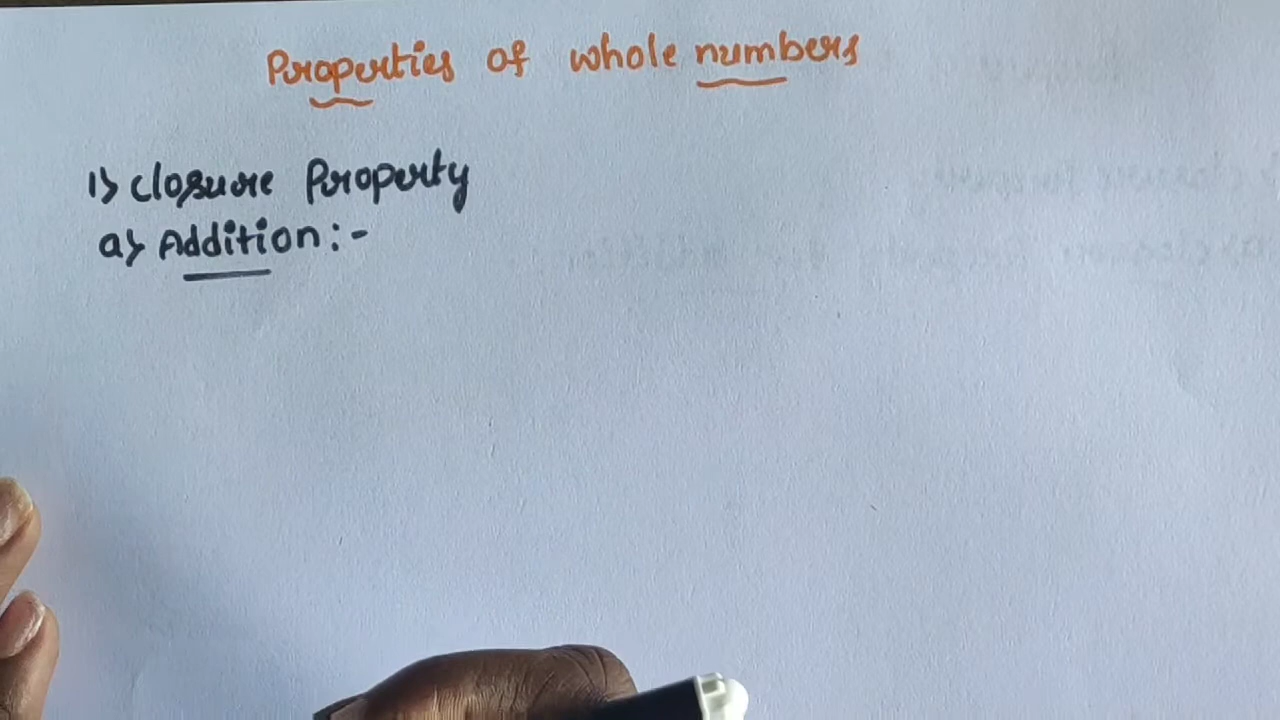 Properties of whole numbers
1) closure Property
a) Addition:-